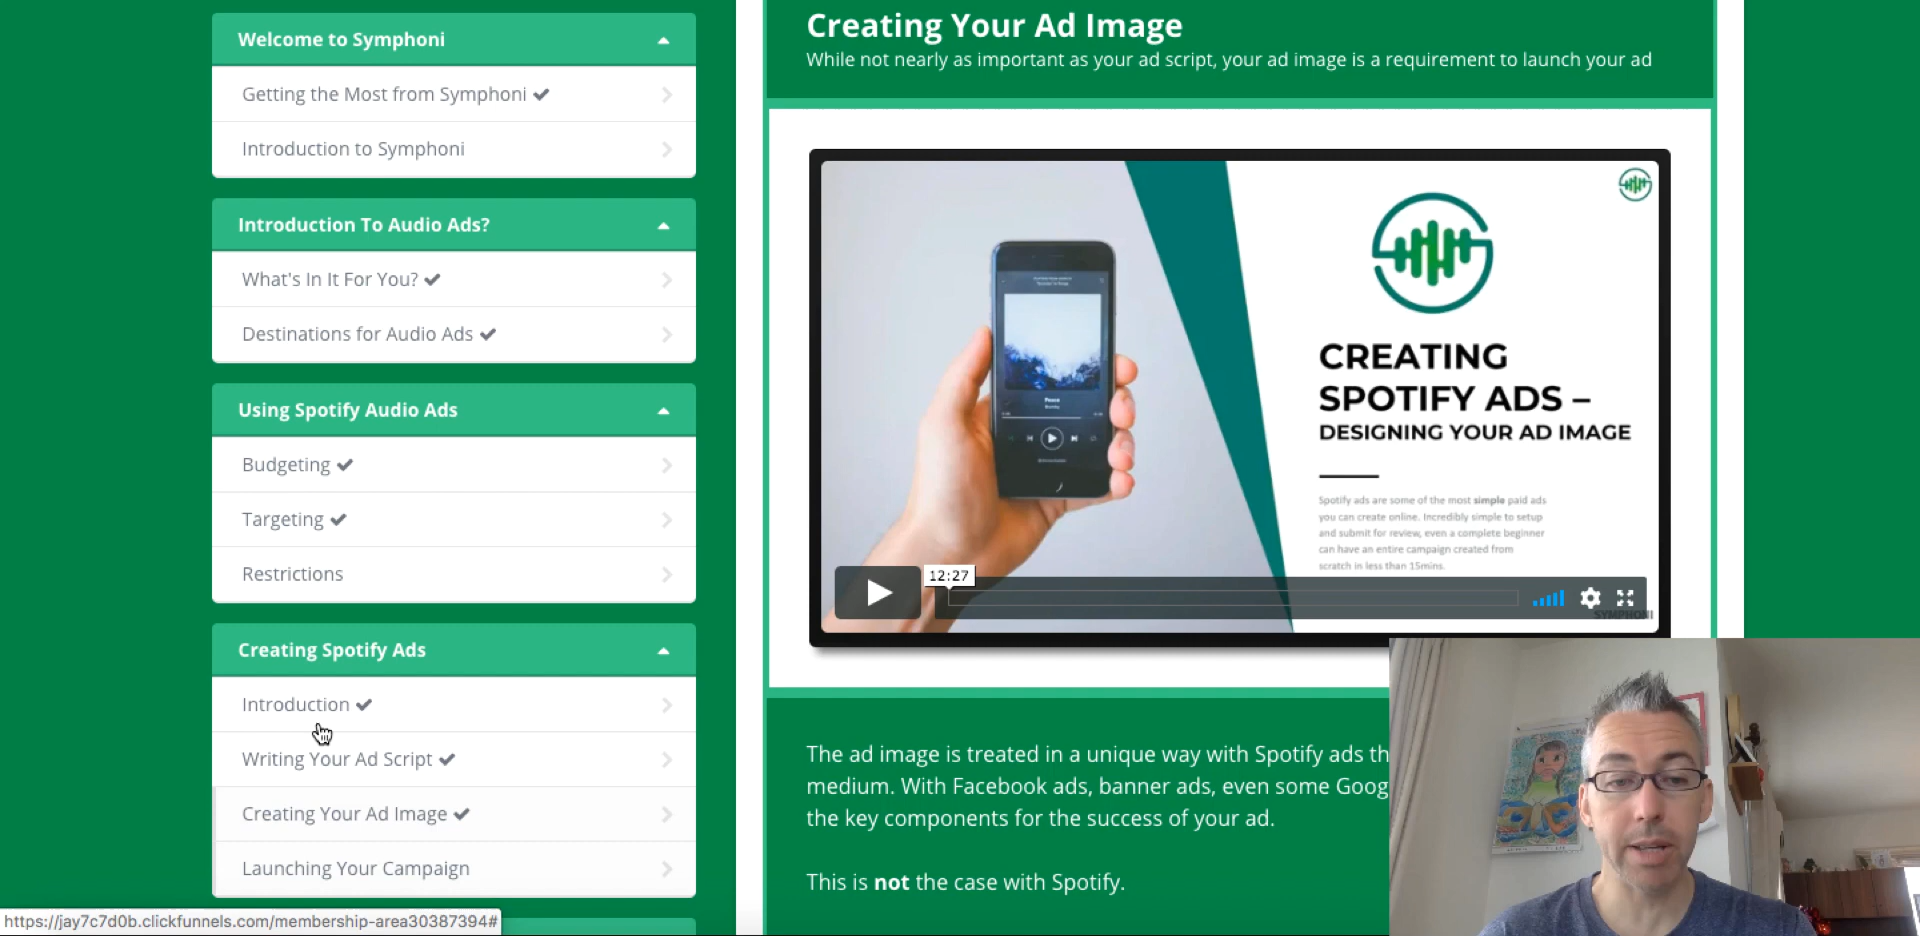 Welcome to Symphoni
Getting the Most from Symphoni
Introduction to Symphoni
Introduction To Audio Ads?
What's In It For You?
Destinations for Audio Ads
Using Spotify Audio Ads
Budgeting
Targeting
Restrictions
Creating Spotify Ads
Introduction
Writing Your Ad Script
Creating Your Ad Image
Launching Your Campaign
https://jay7c7d0b.clickfunnels.com/membership-area30387394#
Creating Your Ad Image
While not nearly as important as your ad script, your ad image is a requirement to launch your ad
CREATING
SPOTIFY ADS –
DESIGNING YOUR AD IMAGE
Spotify ads are some of the most simple paid ads
you can create online. Incredibly simple to setup
and submit for review, even a complete beginner
can have an entire campaign created from
scratch in less than 15mins.
12:27
SYMPHONI
The ad image is treated in a unique way with Spotify ads th
medium. With Facebook ads, banner ads, even some Goog
the key components for the success of your ad.
This is not the case with Spotify.